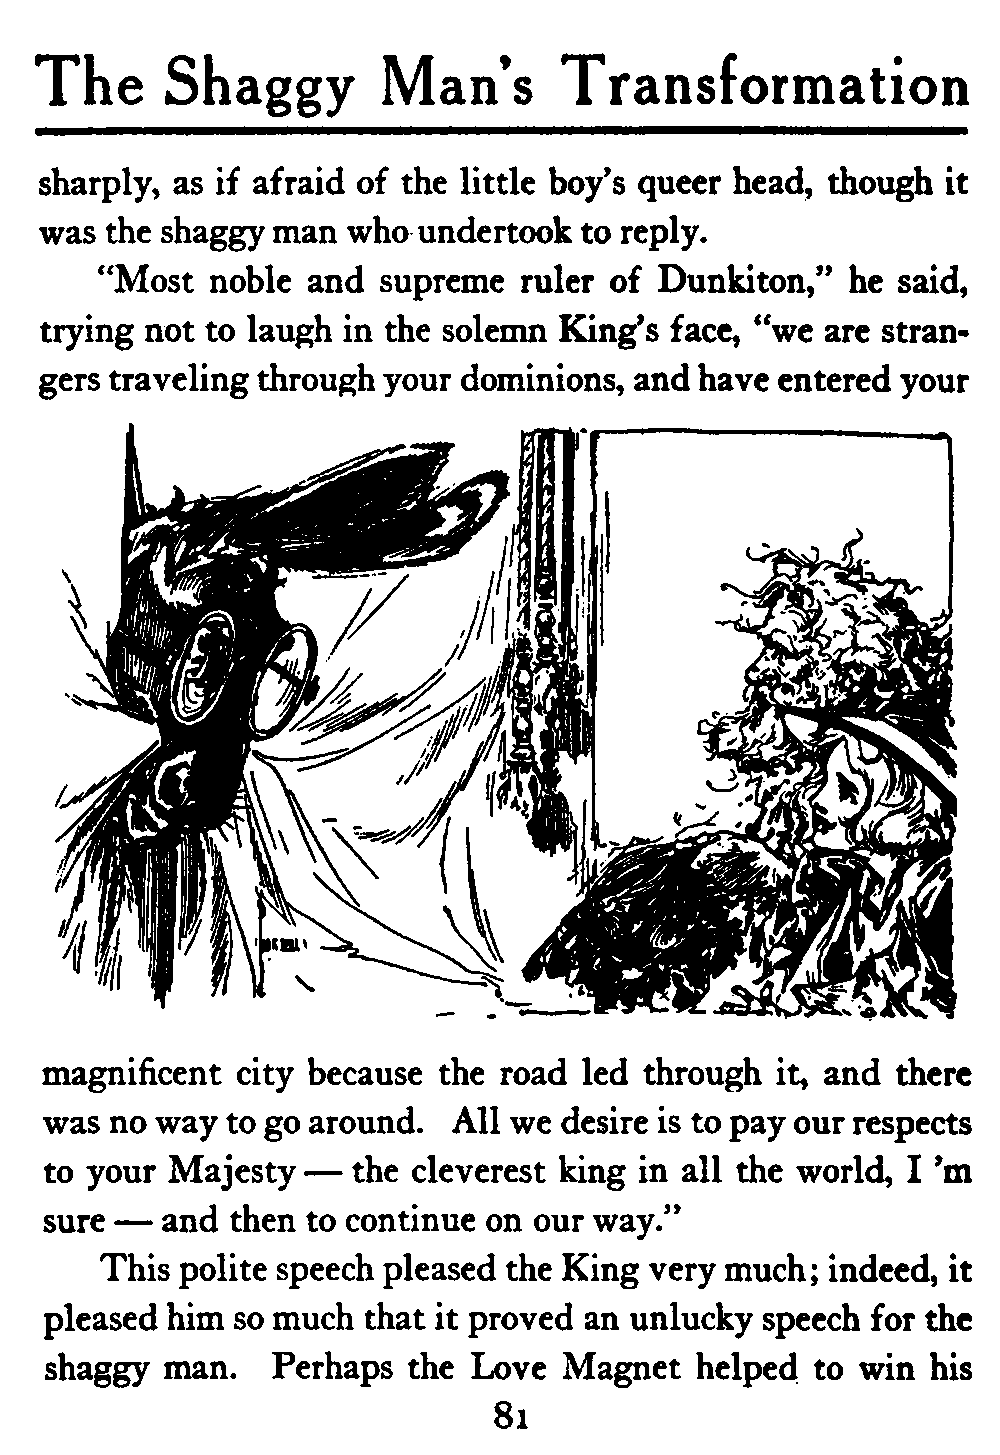 The Shaggy Man's Transformation
sharply, as if afraid of the little boy's queer head, though it
was the shaggy man who undertook to reply.
“Most noble and supreme ruler of Dunkiton,” he said,
trying not to laugh in the solemn King's face, “we are stran-
gers traveling through your dominions, and have entered your
magnificent city because the road led through it, and there
was no way to go around. All we desire is to pay our respects
to your Majesty — the cleverest king in all the world, I 'm
sure — and then to continue on our way.”
This polite speech pleased the King very much; indeed, it
pleased him so much that it proved an unlucky speech for the
shaggy man. Perhaps the Love Magnet helped to win his
81